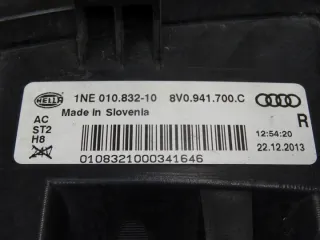 HELLA
1NE 010.832-10 8V0.941.700.C
Made in Slovenia
AC
ST2
H8
R
12:54:20
22.12.2013
0108321000341646